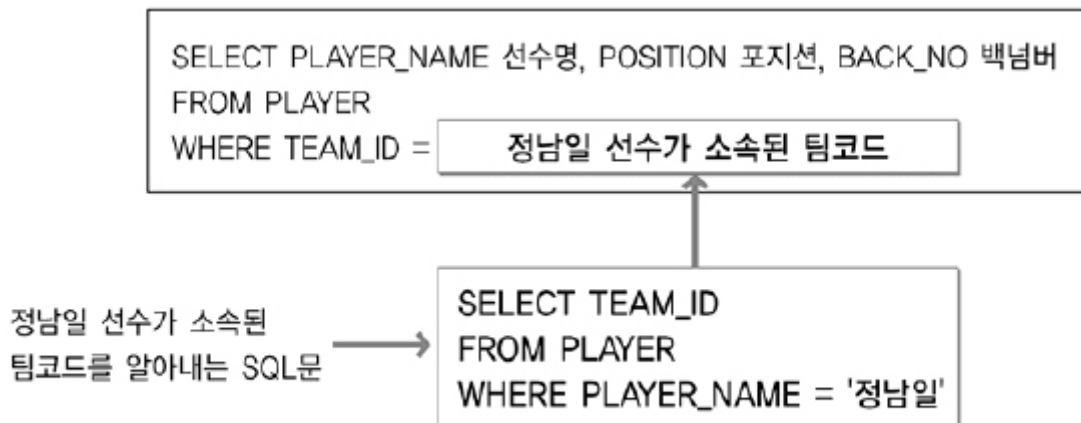 SELECT PLAYER_NAME 선수명, POSITION 포지션, BACK_NO 백넘버
FROM PLAYER
WHERE TEAM_ID = 정남일 선수가 소속된 팀코드
정남일 선수가 소속된
팀코드를 알아내는 SQL문
SELECT TEAM_ID
FROM PLAYER
WHERE PLAYER_NAME = '정남일'